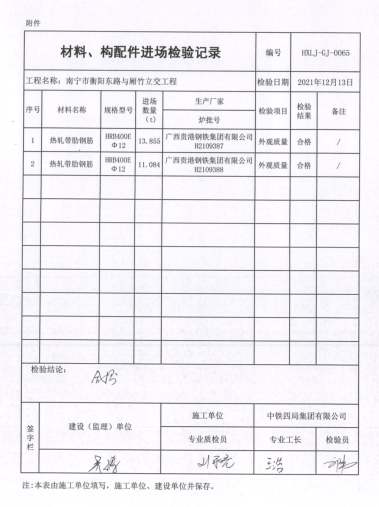 附件
材料、构配件进场检验记录 编号 HXLJ-GJ-0065
工程名称：南宁市衡阳东路与厢竹立交工程 检验日期 2021年12月13日
序号 材料名称 规格型号 进场数量（t） 生产厂家 检验项目 检验结果 备注
炉批号
1 热轧带肋钢筋 HRB400E Φ12 13.855 广西贵港钢铁集团有限公司 H2109387 外观质量 合格 /
2 热轧带肋钢筋 HRB400E Φ12 11.084 广西贵港钢铁集团有限公司 H2109388 外观质量 合格 /
检验结论：
合格
签字栏 建设（监理）单位 施工单位 中铁四局集团有限公司
专业质检员 专业工长 检验员
注：本表由施工单位填写，施工单位、建设单位并保存。